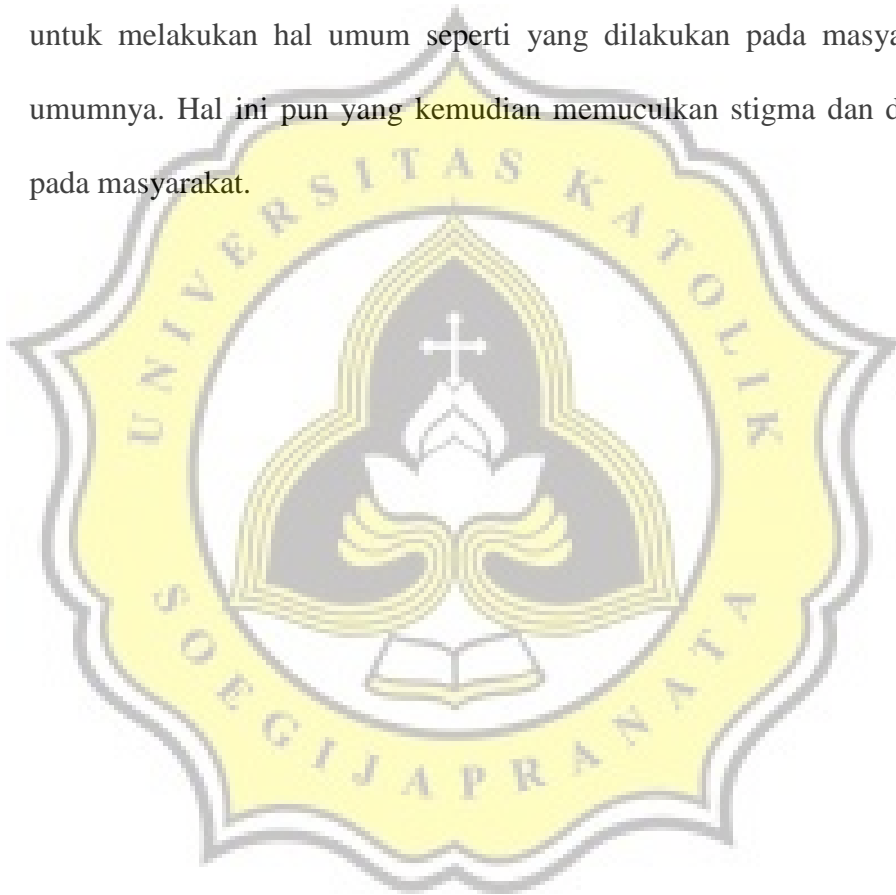 untuk melakukan hal umum seperti yang dilakukan pada masya
umumnya. Hal ini pun yang kemudian memuculkan stigma dan d
pada masyarakat.
UNIVERSITAS KATOLIK
SOEGIJAPRANATA